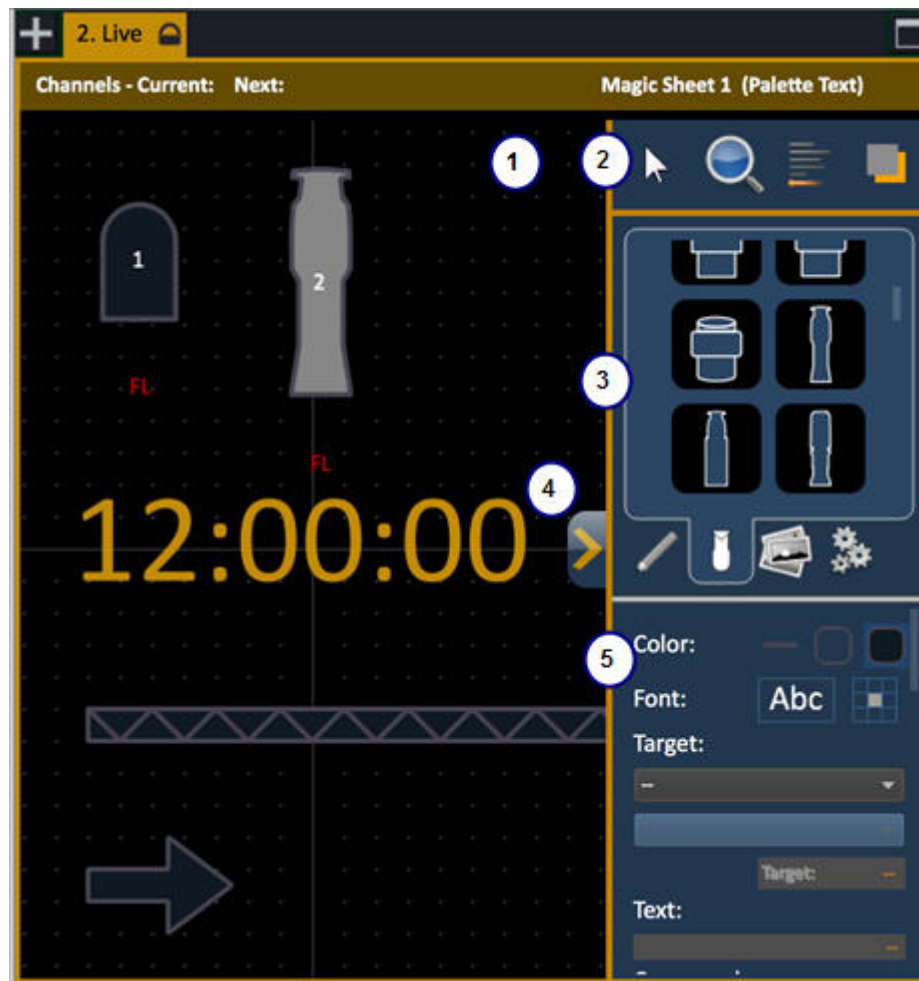 2. Live
Channels - Current: Next: Magic Sheet 1 (Palette Text)
1
2
1
2
3
FL
FL
4
12:00:00
5
Color:
Font: Abc
Target:
--
Target: --
Text:
--